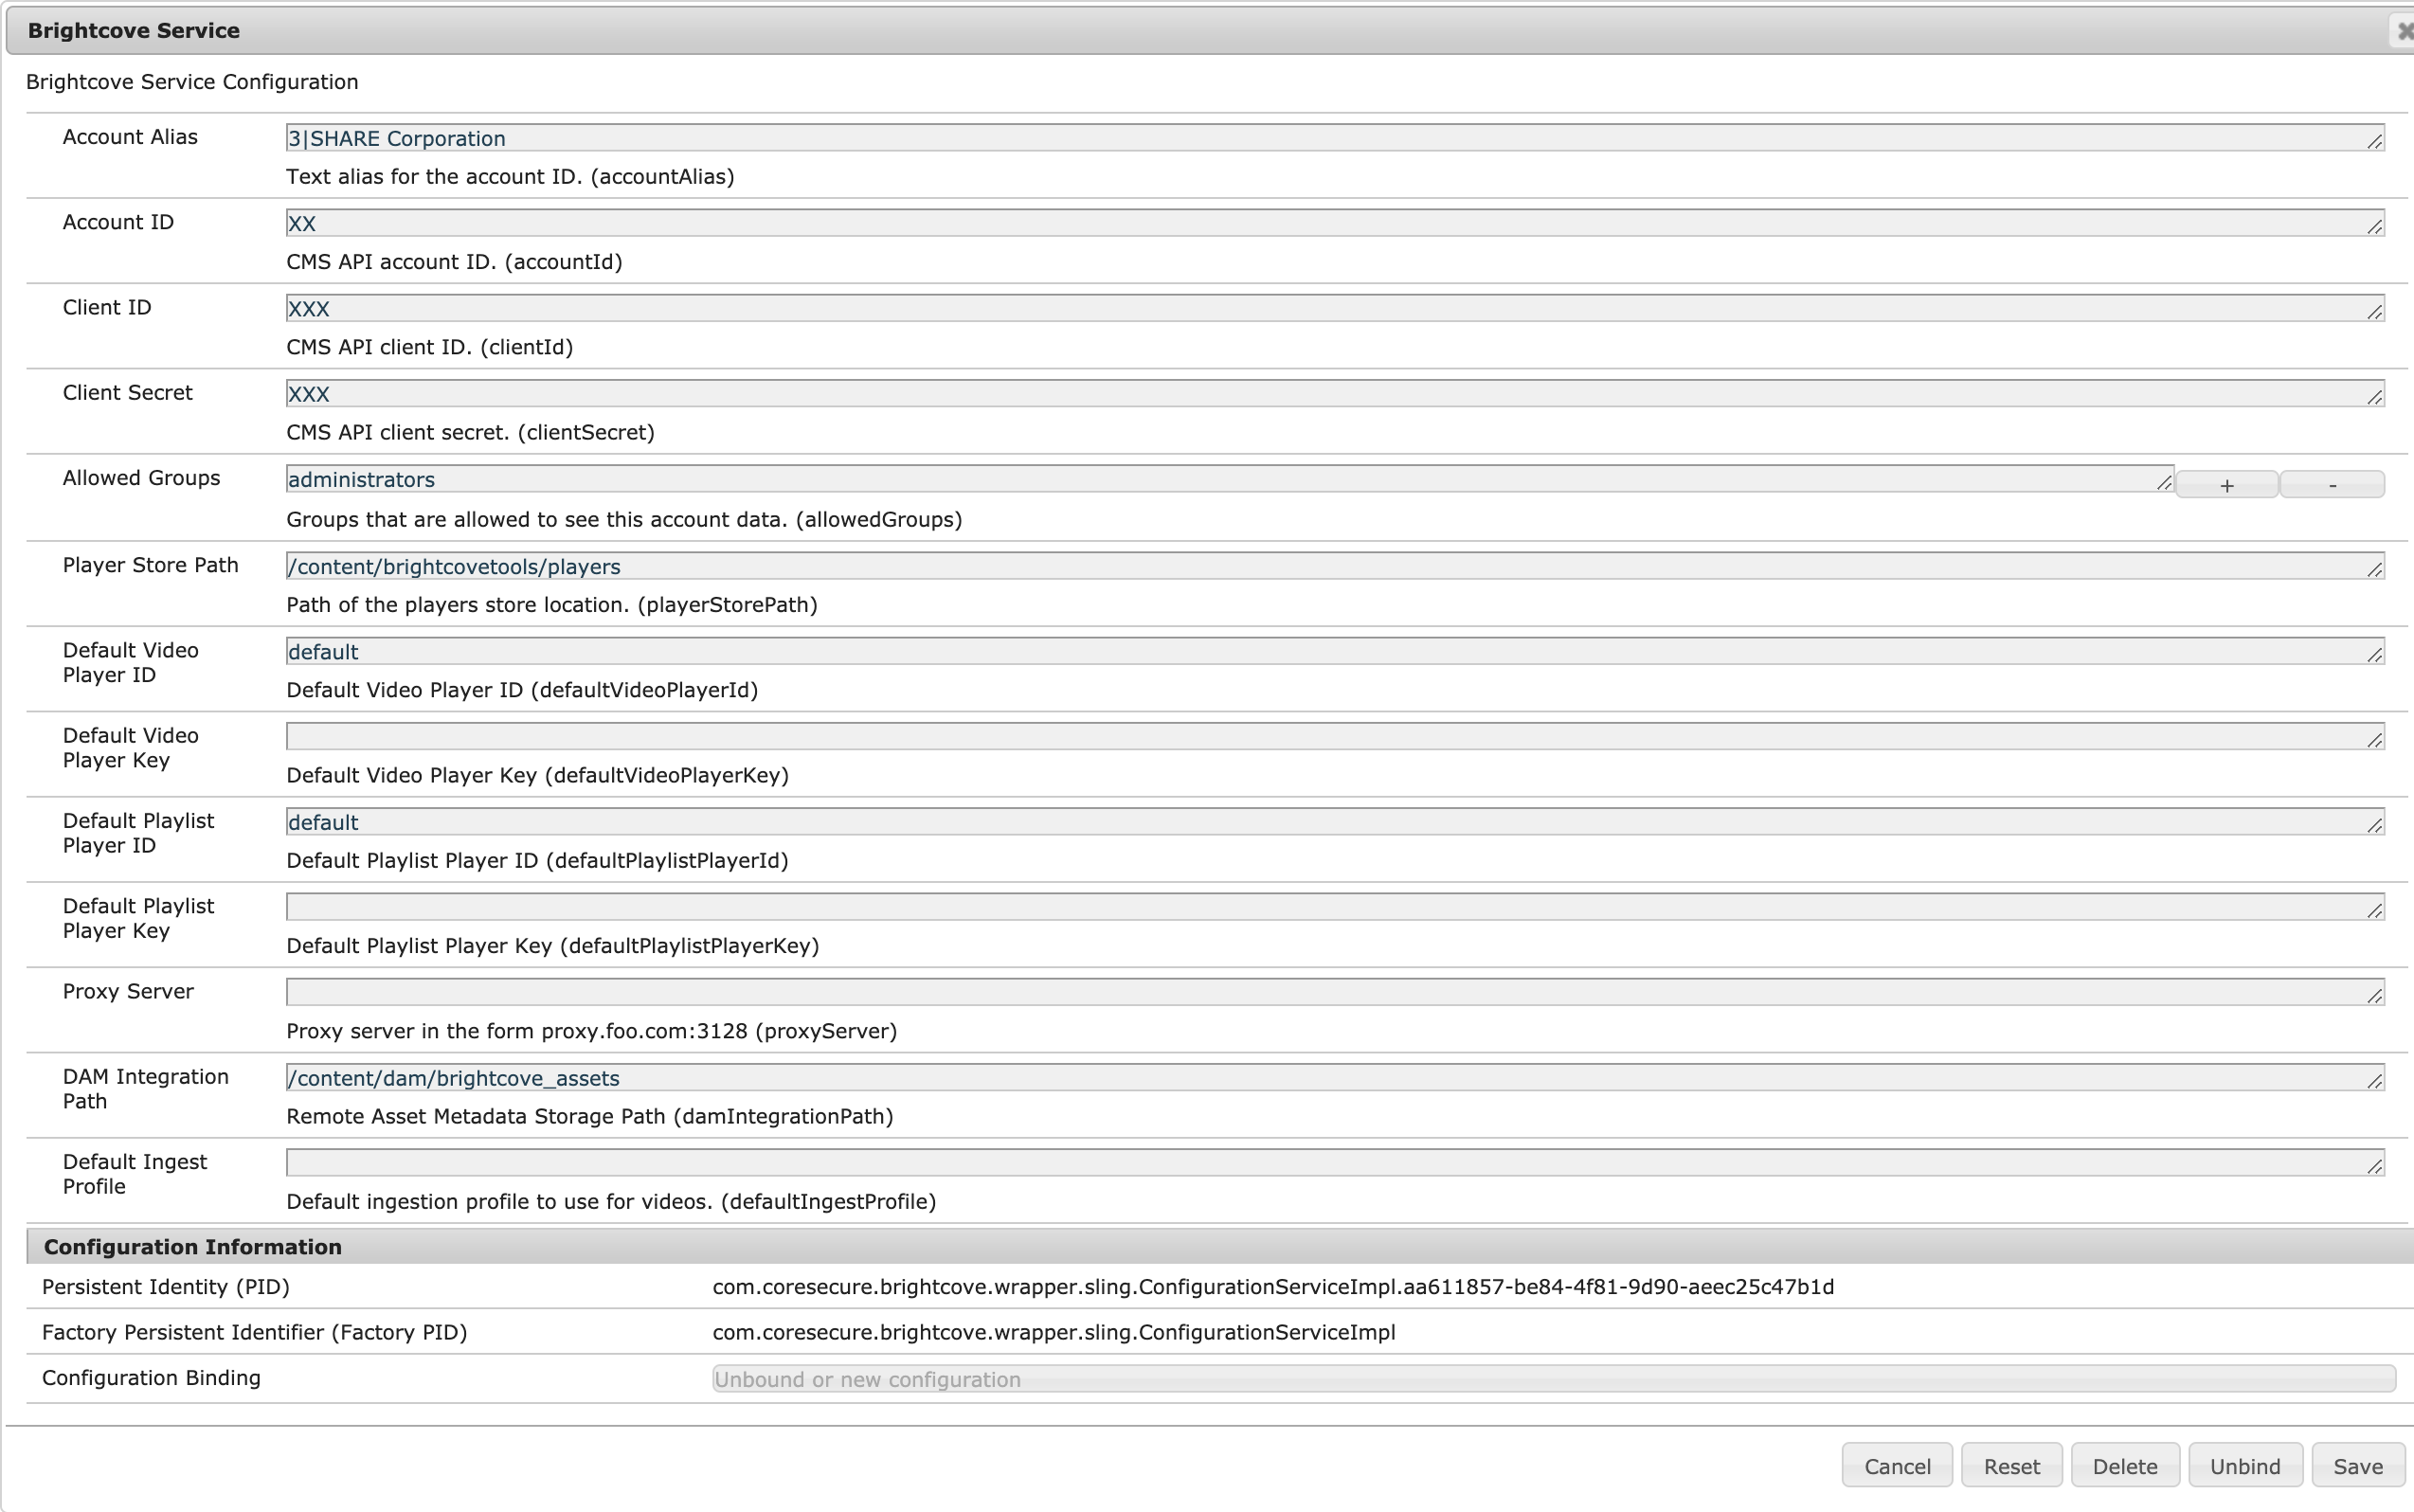 Brightcove Service
Brightcove Service Configuration
Account Alias
3|SHARE Corporation
Text alias for the account ID. (accountAlias)
Account ID
XX
CMS API account ID. (accountId)
Client ID
XXX
CMS API client ID. (clientId)
Client Secret
XXX
CMS API client secret. (clientSecret)
Allowed Groups
administrators
+
-
Groups that are allowed to see this account data. (allowedGroups)
Player Store Path
/content/brightcovetools/players
Path of the players store location. (playerStorePath)
Default Video
Player ID
default
Default Video Player ID (defaultVideoPlayerId)
Default Video
Player Key
Default Video Player Key (defaultVideoPlayerKey)
Default Playlist
Player ID
default
Default Playlist Player ID (defaultPlaylistPlayerId)
Default Playlist
Player Key
Default Playlist Player Key (defaultPlaylistPlayerKey)
Proxy Server
Proxy server in the form proxy.foo.com:3128 (proxyServer)
DAM Integration
Path
/content/dam/brightcove_assets
Remote Asset Metadata Storage Path (damIntegrationPath)
Default Ingest
Profile
Default ingestion profile to use for videos. (defaultIngestProfile)
Configuration Information
Persistent Identity (PID) com.coresecure.brightcove.wrapper.sling.ConfigurationServiceImpl.aa611857-be84-4f81-9d90-aeec25c47b1d
Factory Persistent Identifier (Factory PID) com.coresecure.brightcove.wrapper.sling.ConfigurationServiceImpl
Configuration Binding Unbound or new configuration
Cancel Reset Delete Unbind Save